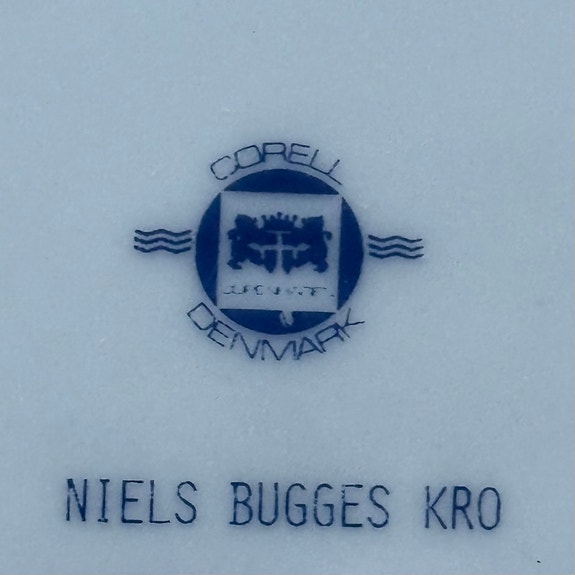 CORELL
DENMARK
NIELS BUGGES KRO